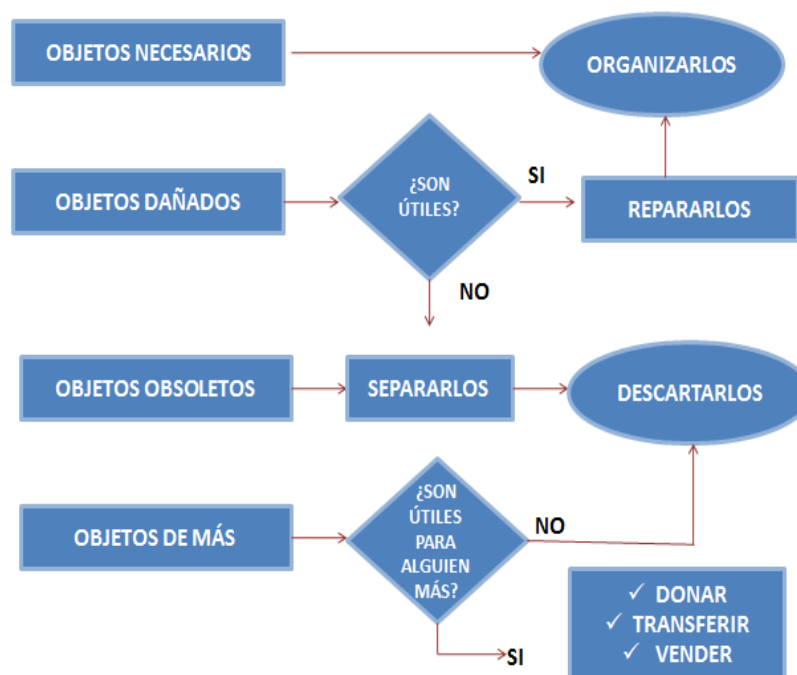 OBJETOS NECESARIOS
ORGANIZARLOS
OBJETOS DAÑADOS
¿SON
ÚTILES?
SI
REPARARLOS
NO
OBJETOS OBSOLETOS
SEPARARLOS
DESCARTARLOS
OBJETOS DE MÁS
¿SON
ÚTILES
PARA
ALGUIEN
MÁS?
NO
SI
✓ DONAR
✓ TRANSFERIR
✓ VENDER